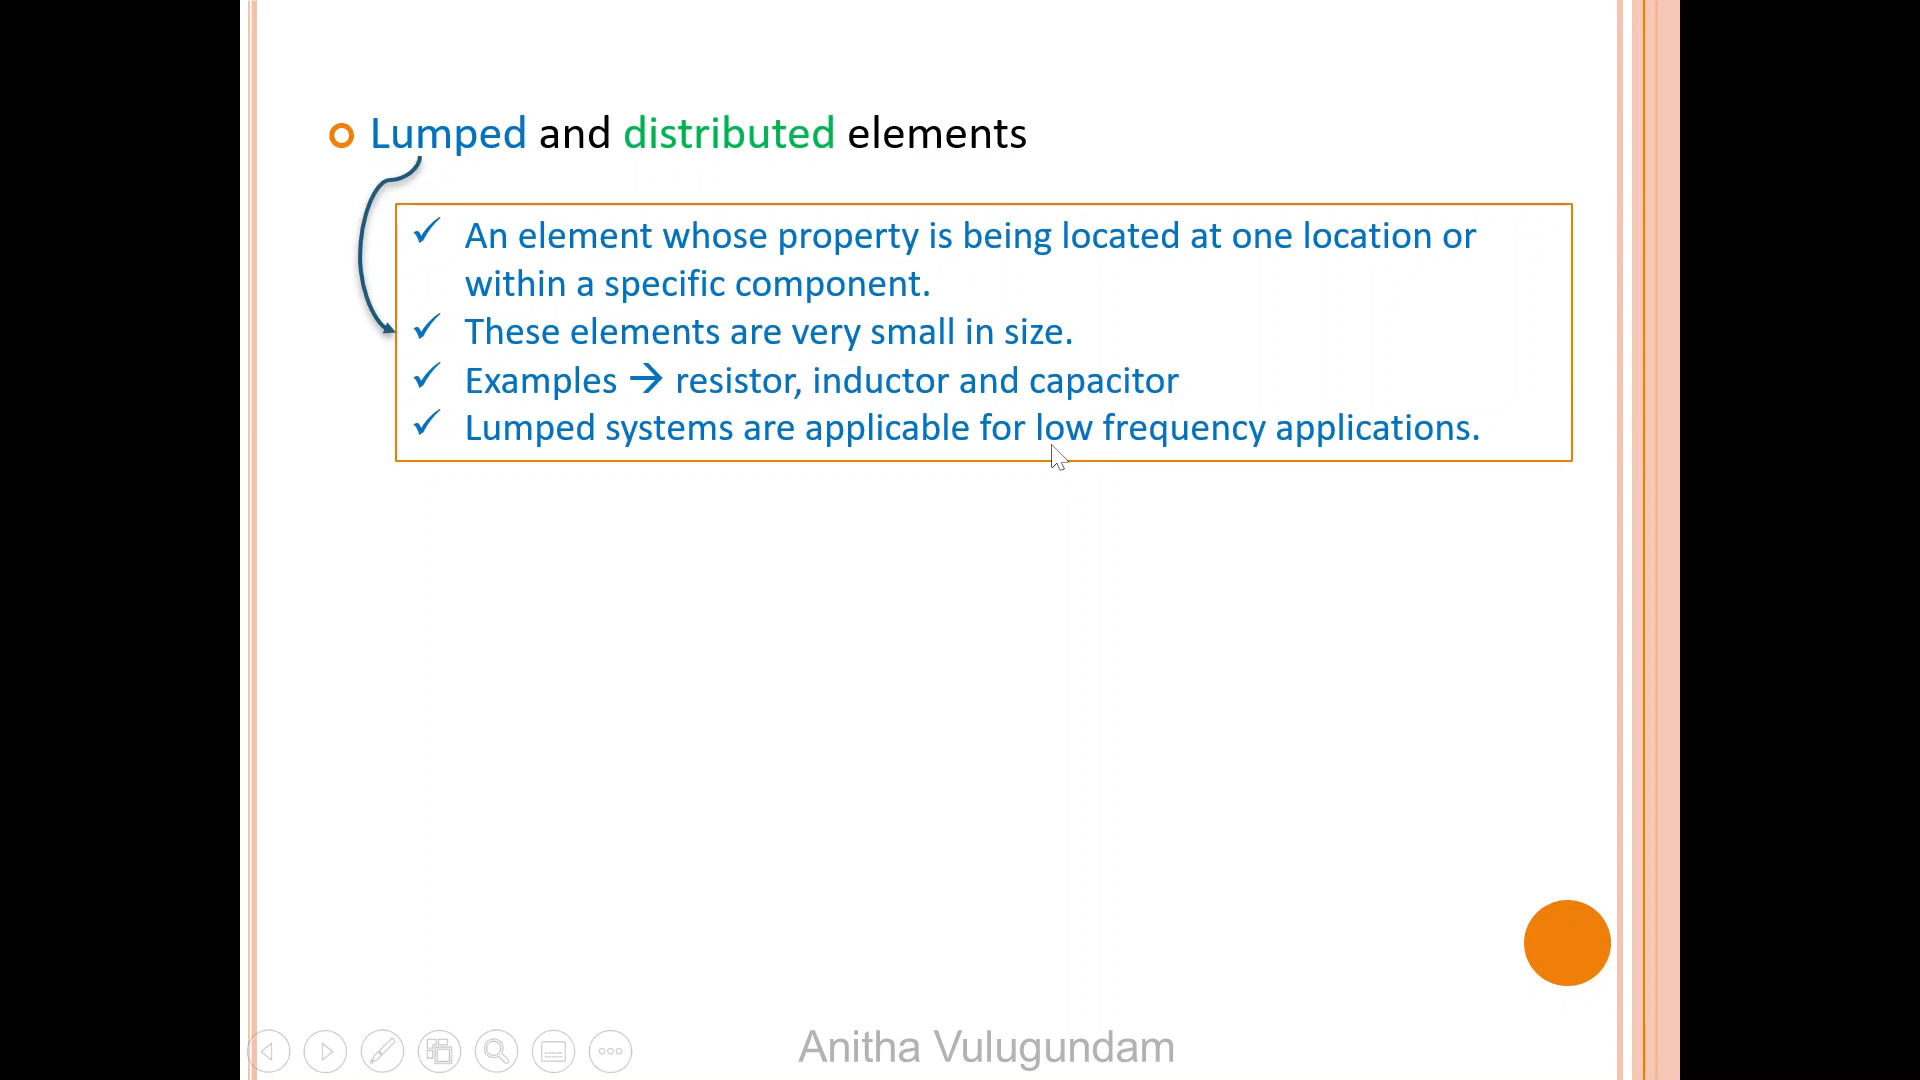 Lumped and distributed elements
✓ An element whose property is being located at one location or
within a specific component.
✓ These elements are very small in size.
✓ Examples → resistor, inductor and capacitor
✓ Lumped systems are applicable for low frequency applications.
Anitha Vulugundam